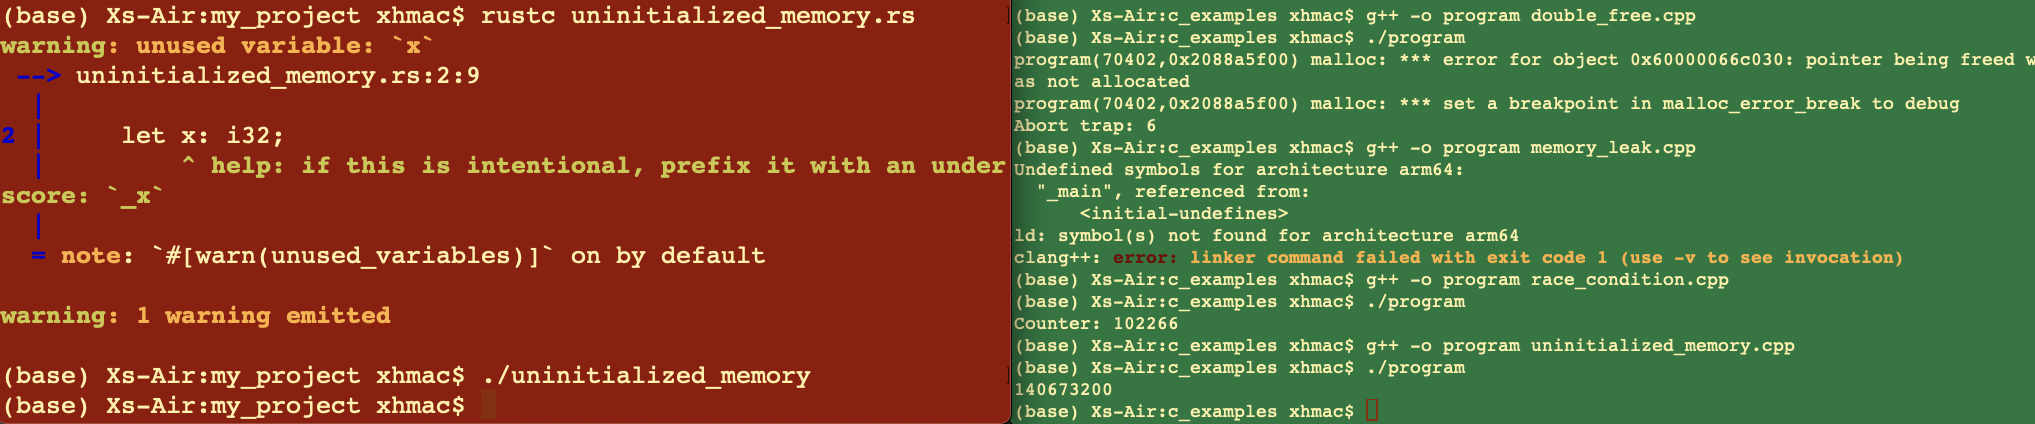 (base) Xs-Air:my_project xhmac$ rustc uninitialized_memory.rs
warning: unused variable: `x`
 --> uninitialized_memory.rs:2:9
  |
2 |     let x: i32;
  |         ^ help: if this is intentional, prefix it with an under
score: `_x`
  |
  = note: `#[warn(unused_variables)]` on by default
warning: 1 warning emitted
(base) Xs-Air:my_project xhmac$ ./uninitialized_memory
(base) Xs-Air:my_project xhmac$
(base) Xs-Air:c_examples xhmac$ g++ -o program double_free.cpp
(base) Xs-Air:c_examples xhmac$ ./program
program(70402,0x2088a5f00) malloc: *** error for object 0x60000066c030: pointer being freed w
as not allocated
program(70402,0x2088a5f00) malloc: *** set a breakpoint in malloc_error_break to debug
Abort trap: 6
(base) Xs-Air:c_examples xhmac$ g++ -o program memory_leak.cpp
Undefined symbols for architecture arm64:
  "_main", referenced from:
      <initial-undefines>
ld: symbol(s) not found for architecture arm64
clang++: error: linker command failed with exit code 1 (use -v to see invocation)
(base) Xs-Air:c_examples xhmac$ g++ -o program race_condition.cpp
(base) Xs-Air:c_examples xhmac$ ./program
Counter: 102266
(base) Xs-Air:c_examples xhmac$ g++ -o program uninitialized_memory.cpp
(base) Xs-Air:c_examples xhmac$ ./program
140673200
(base) Xs-Air:c_examples xhmac$